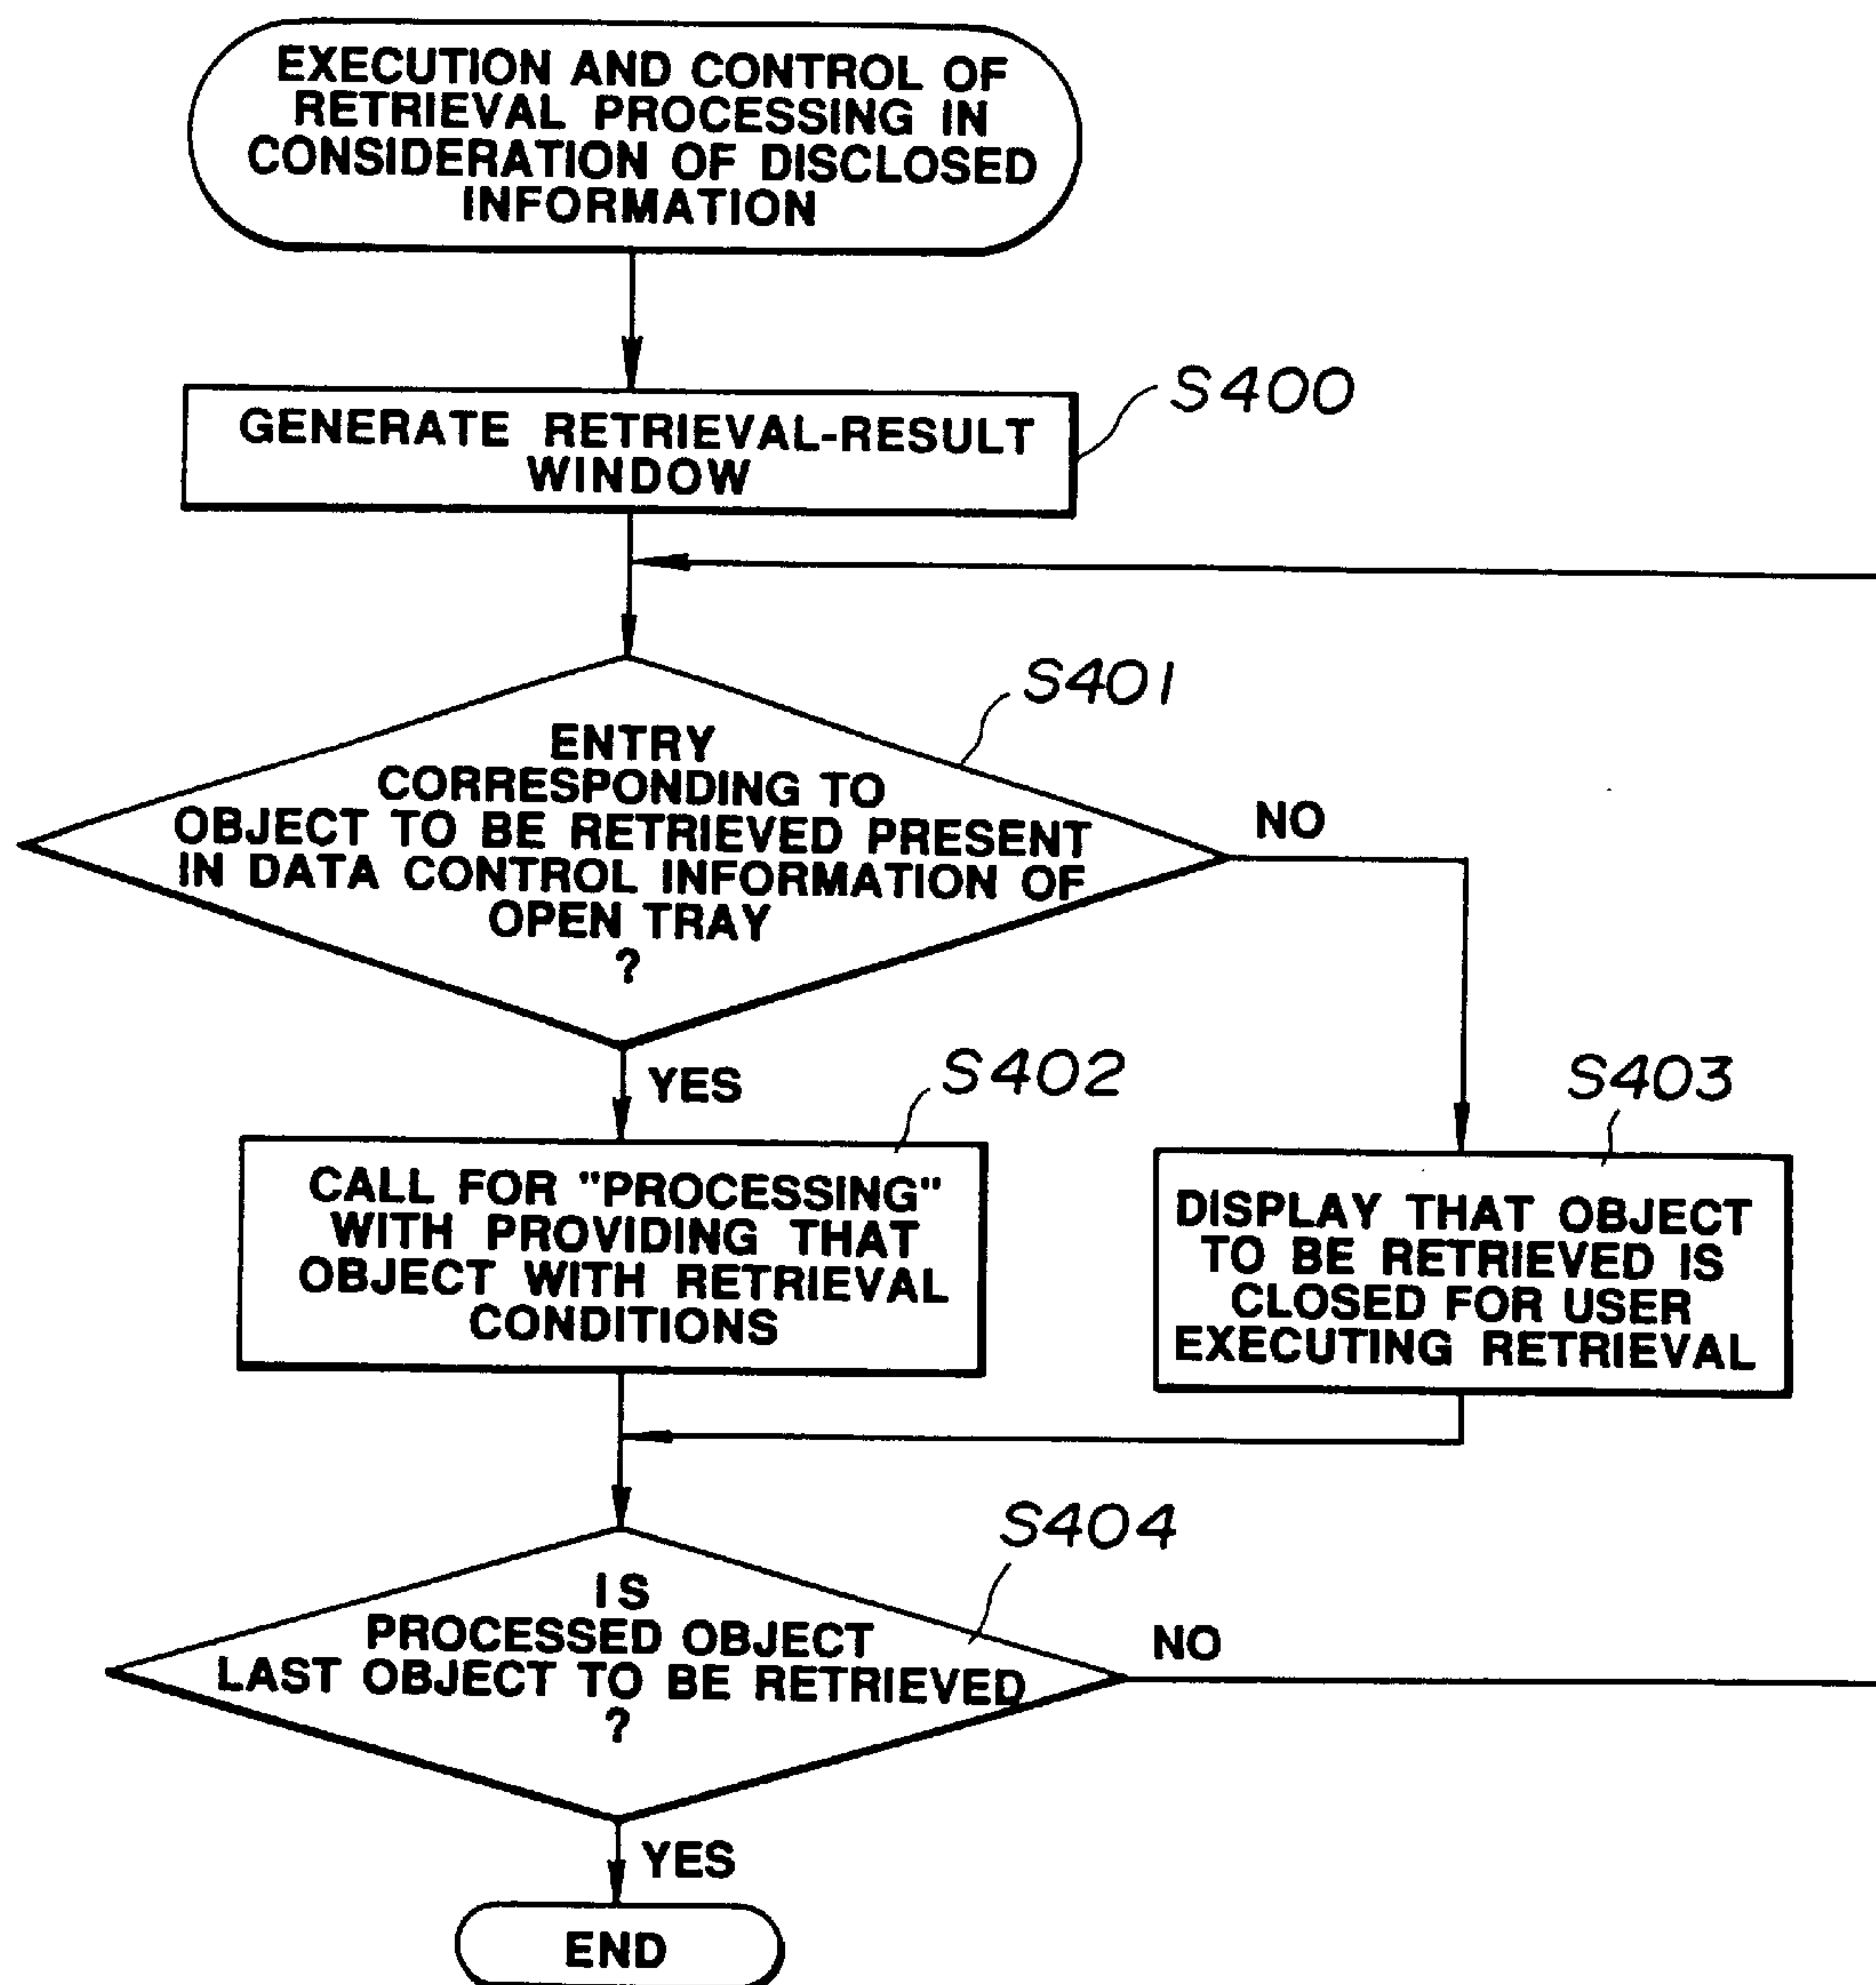 EXECUTION AND CONTROL OF
RETRIEVAL PROCESSING IN
CONSIDERATION OF DISCLOSED
INFORMATION
S400
GENERATE RETRIEVAL-RESULT
WINDOW
S401
ENTRY
CORRESPONDING TO
OBJECT TO BE RETRIEVED PRESENT
IN DATA CONTROL INFORMATION OF
OPEN TRAY
?
NO
YES
S402
CALL FOR "PROCESSING"
WITH PROVIDING THAT
OBJECT WITH RETRIEVAL
CONDITIONS
S403
DISPLAY THAT OBJECT
TO BE RETRIEVED IS
CLOSED FOR USER
EXECUTING RETRIEVAL
S404
IS
PROCESSED OBJECT
LAST OBJECT TO BE RETRIEVED
?
NO
YES
END